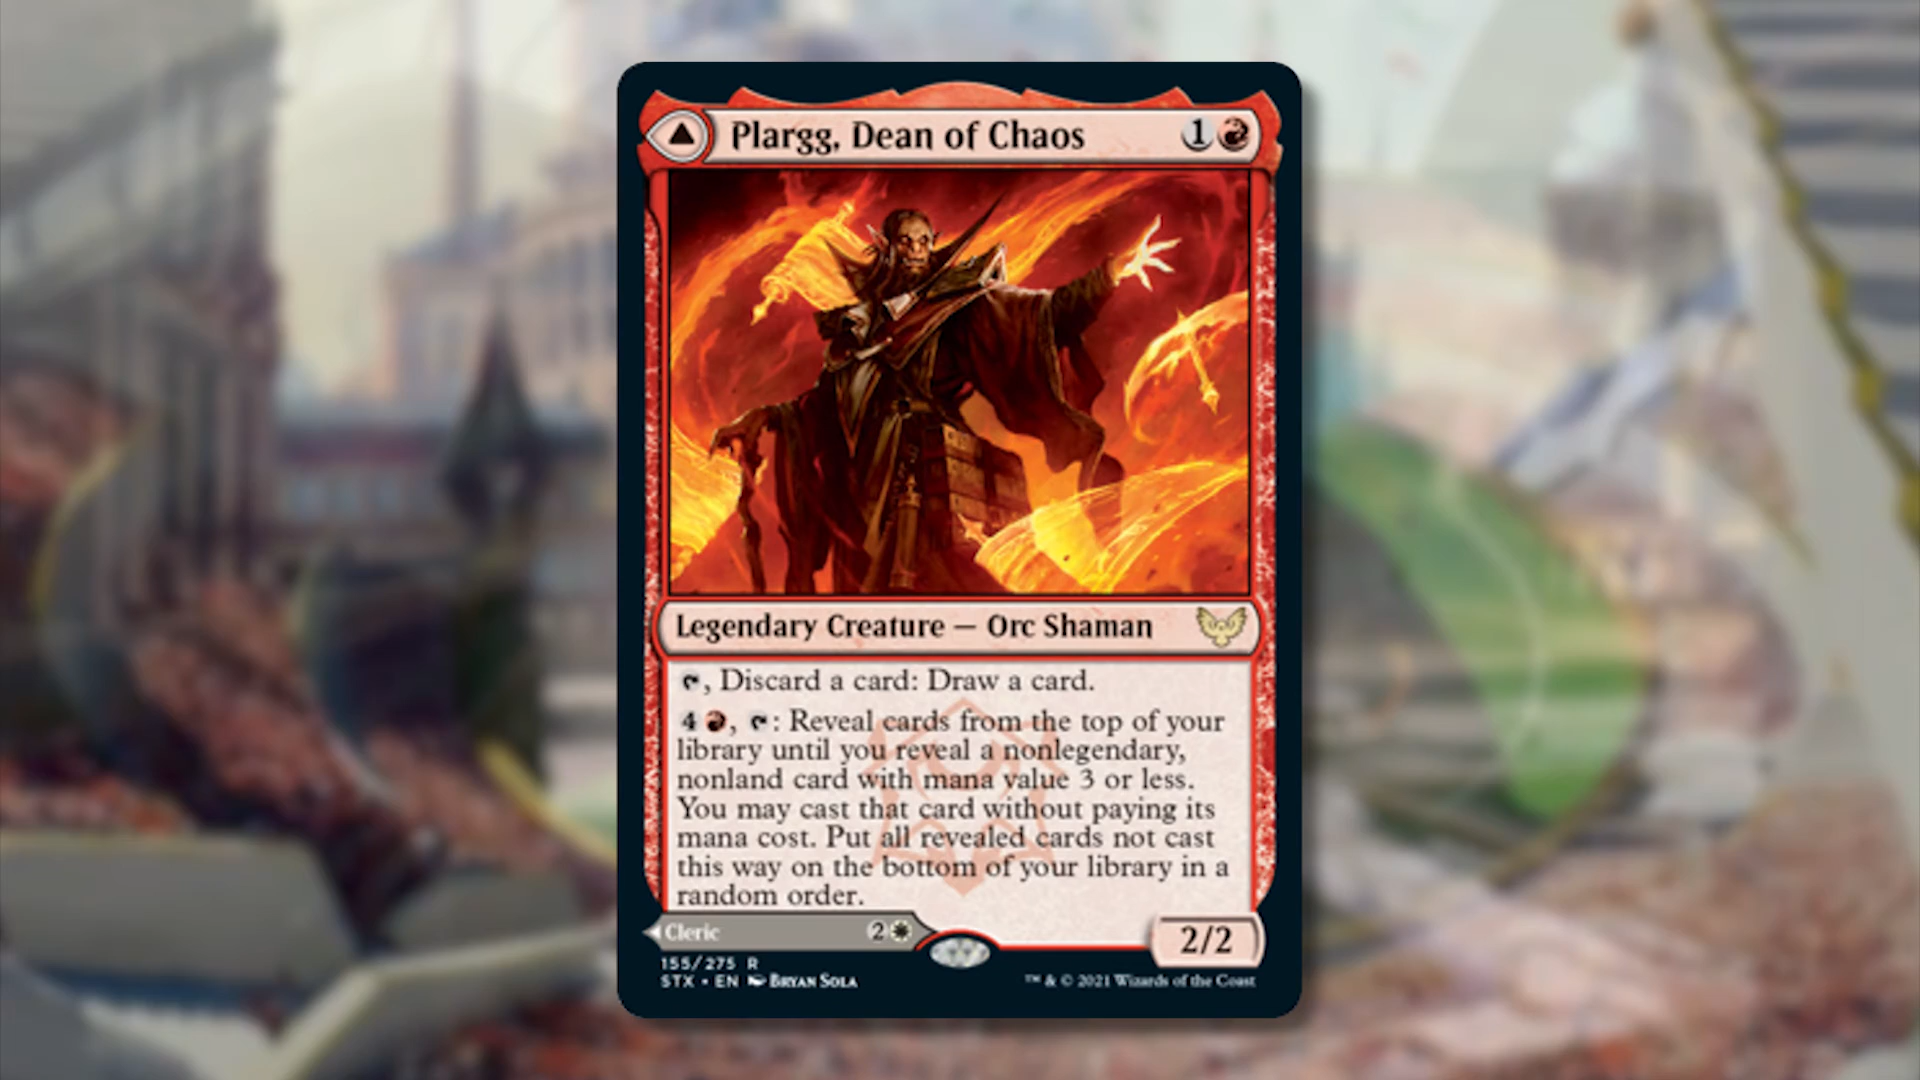 Plargg, Dean of Chaos 1
Legendary Creature — Orc Shaman
, Discard a card: Draw a card.
4 , : Reveal cards from the top of your
library until you reveal a nonlegendary,
nonland card with mana value 3 or less.
You may cast that card without paying its
mana cost. Put all revealed cards not cast
this way on the bottom of your library in a
random order.
Cleric 2
2/2
155/275 R
STX • EN Bryan Sola
™ & © 2021 Wizards of the Coast